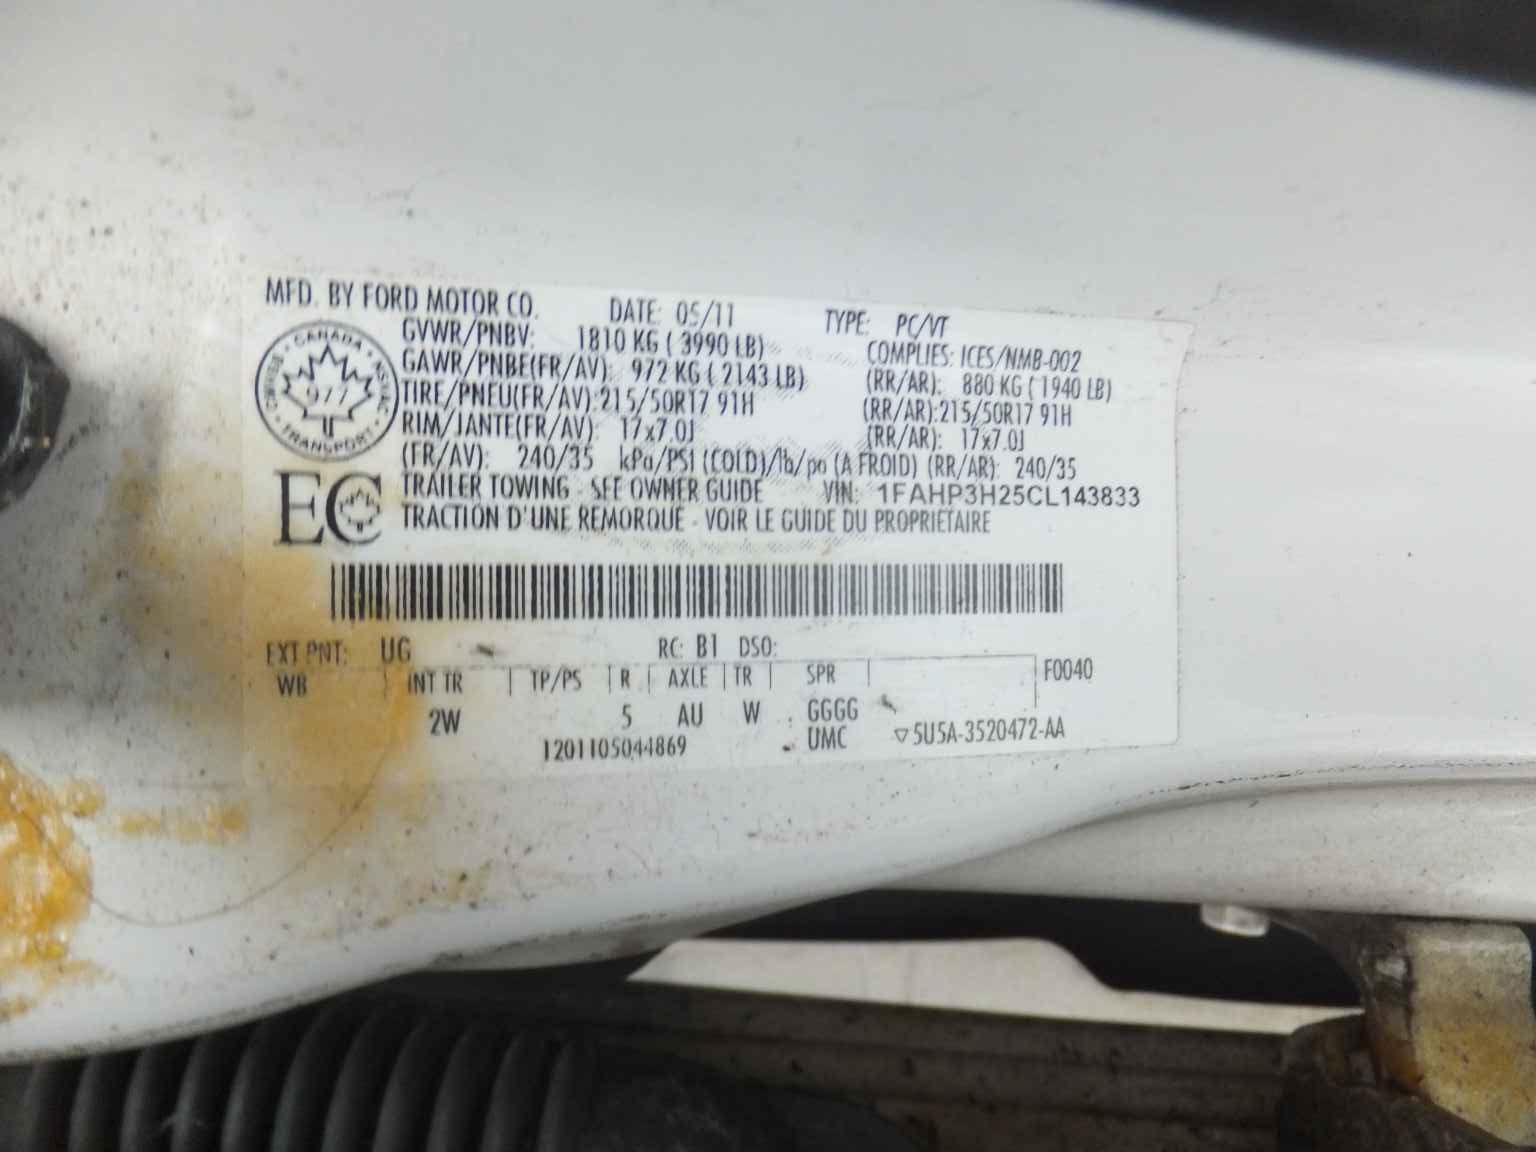 MFD. BY FORD MOTOR CO. DATE: 05/11 TYPE: PC/VT
GVWR/PNBV: 1810 KG ( 3990 LB) COMPLIES: ICES/NMB-002
GAWR/PNBE(FR/AV): 972 KG ( 2143 LB) (RR/AR): 880 KG ( 1940 LB)
TIRE/PNEU(FR/AV):215/50R17 91H (RR/AR):215/50R17 91H
RIM/JANTE(FR/AV): 17x7.0J (RR/AR): 17x7.0J
(FR/AV): 240/35 kPa/PSI (COLD)/lb/po (A FROID) (RR/AR): 240/35
TRAILER TOWING - SEE OWNER GUIDE VIN: 1FAHP3H25CL143833
TRACTION D'UNE REMORQUE - VOIR LE GUIDE DU PROPRIETAIRE
CANADA
977
TRANSPORT
EC
EXT PNT: UG RC: B1 DSO:
WB INT TR TP/PS R AXLE TR SPR F0040
2W 5 AU W GGGG
1201105044869 UMC ▽5U5A-3520472-AA